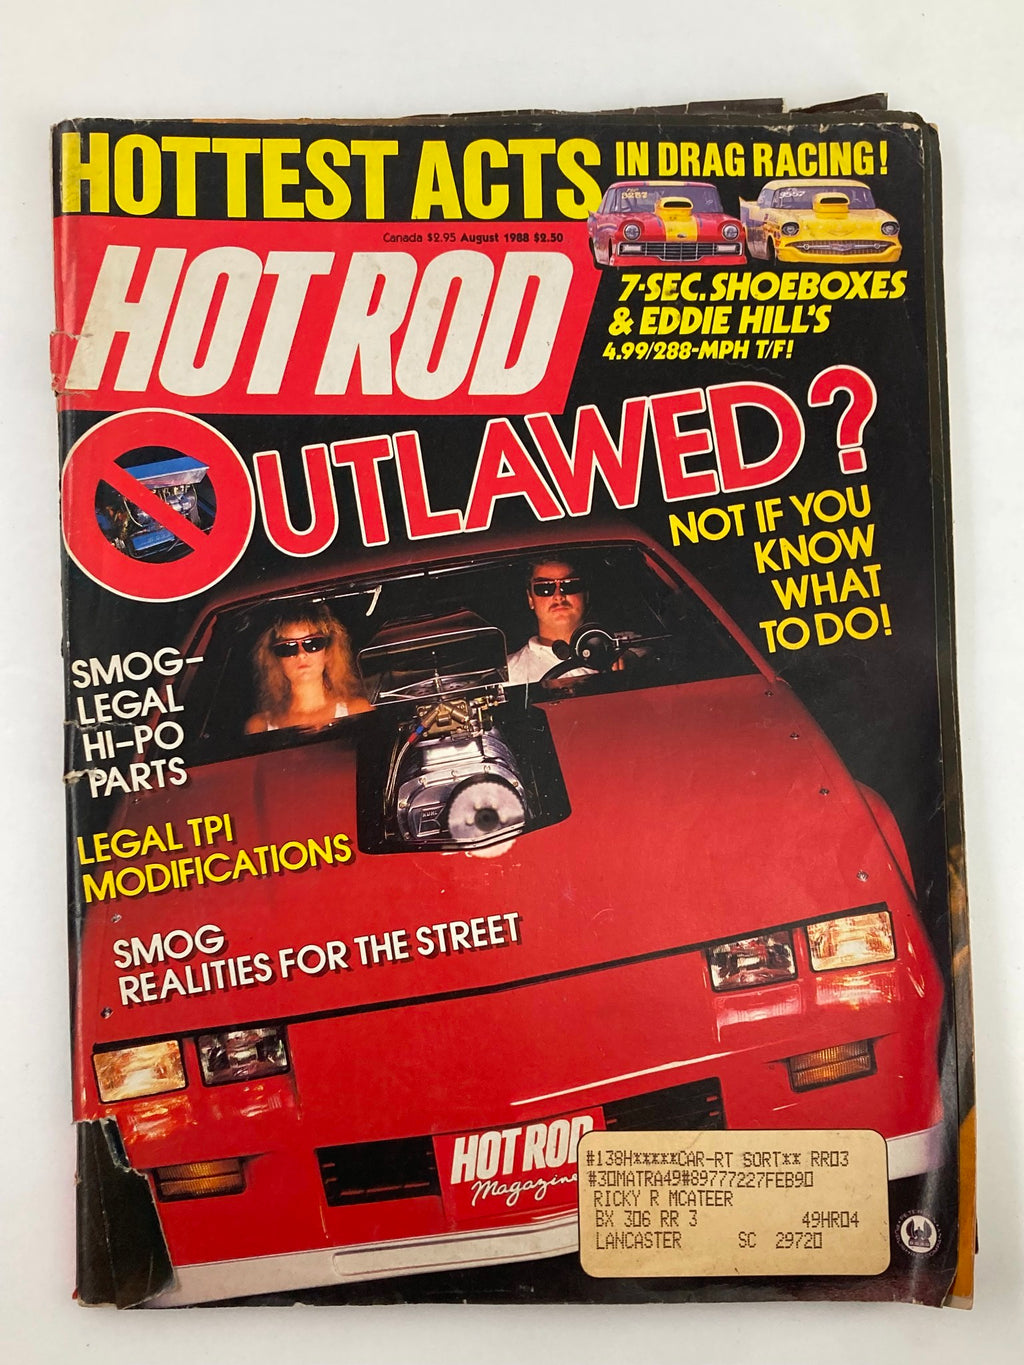 HOTTEST ACTS IN DRAG RACING!
Canada $2.95 August 1988 $2.50
HOT ROD
7-SEC. SHOEBOXES
& EDDIE HILL'S
4.99/288-MPH T/F!
OUTLAWED?
NOT IF YOU
KNOW
WHAT
TO DO!
SMOG-
LEGAL
HI-PO
PARTS
LEGAL TPI
MODIFICATIONS
SMOG
REALITIES FOR THE STREET
HOT ROD
Magazine
#138H*****CAR-RT SORT** RR03
#30MATRA49#89777227FEB90
RICKY R MCATEER
BX 306 RR 3 49HR04
LANCASTER SC 29720